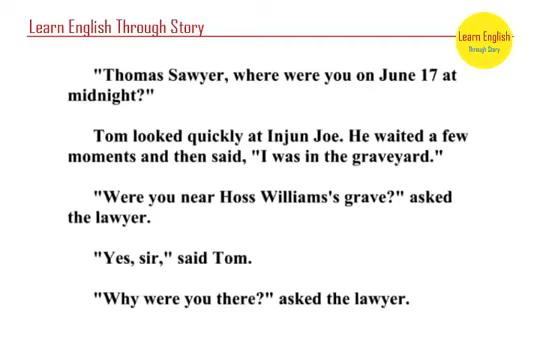 Learn English Through Story
Learn English
Through Story
"Thomas Sawyer, where were you on June 17 at
midnight?"
Tom looked quickly at Injun Joe. He waited a few
moments and then said, "I was in the graveyard."
"Were you near Hoss Williams's grave?" asked
the lawyer.
"Yes, sir," said Tom.
"Why were you there?" asked the lawyer.